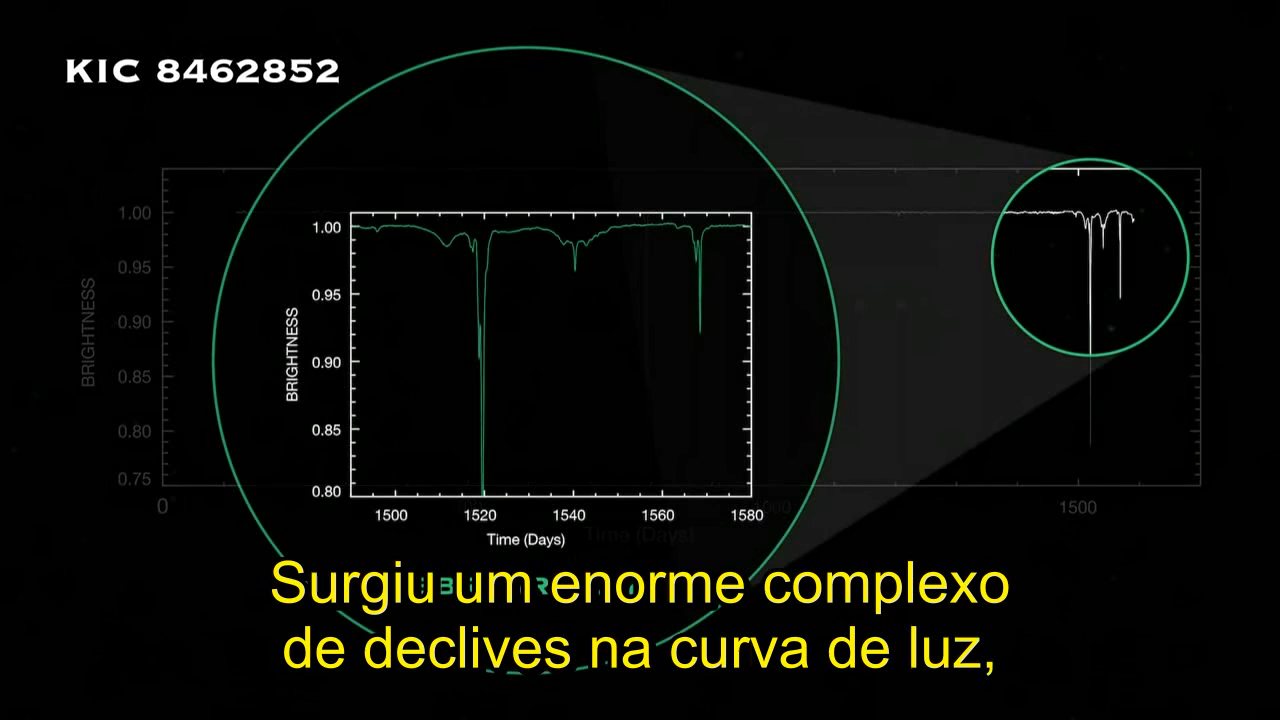 KIC 8462852
1.00
0.95
0.90
0.85
0.80
0.75
BRIGHTNESS
0
1500
1.00
0.95
0.90
0.85
0.80
BRIGHTNESS
1500
1520
1540
1560
1580
Time (Days)
Time (Days)
Surgiu um enorme complexo
de declives na curva de luz,